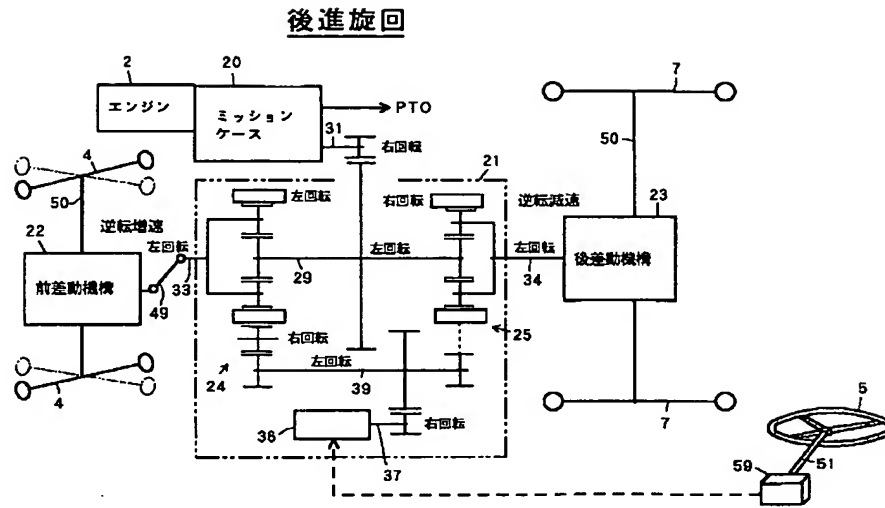 後進旋回
2
20
エンジン
ミッション
ケース
PTO
31
右回転
7
4
50
21
50
左回転
右回転
逆転減速
23
逆転増速
22
左回転
左回転
左回転
後差動機構
前差動機構
33
29
34
49
右回転
25
24
左回転
39
4
7
5
38
右回転
37
59
51